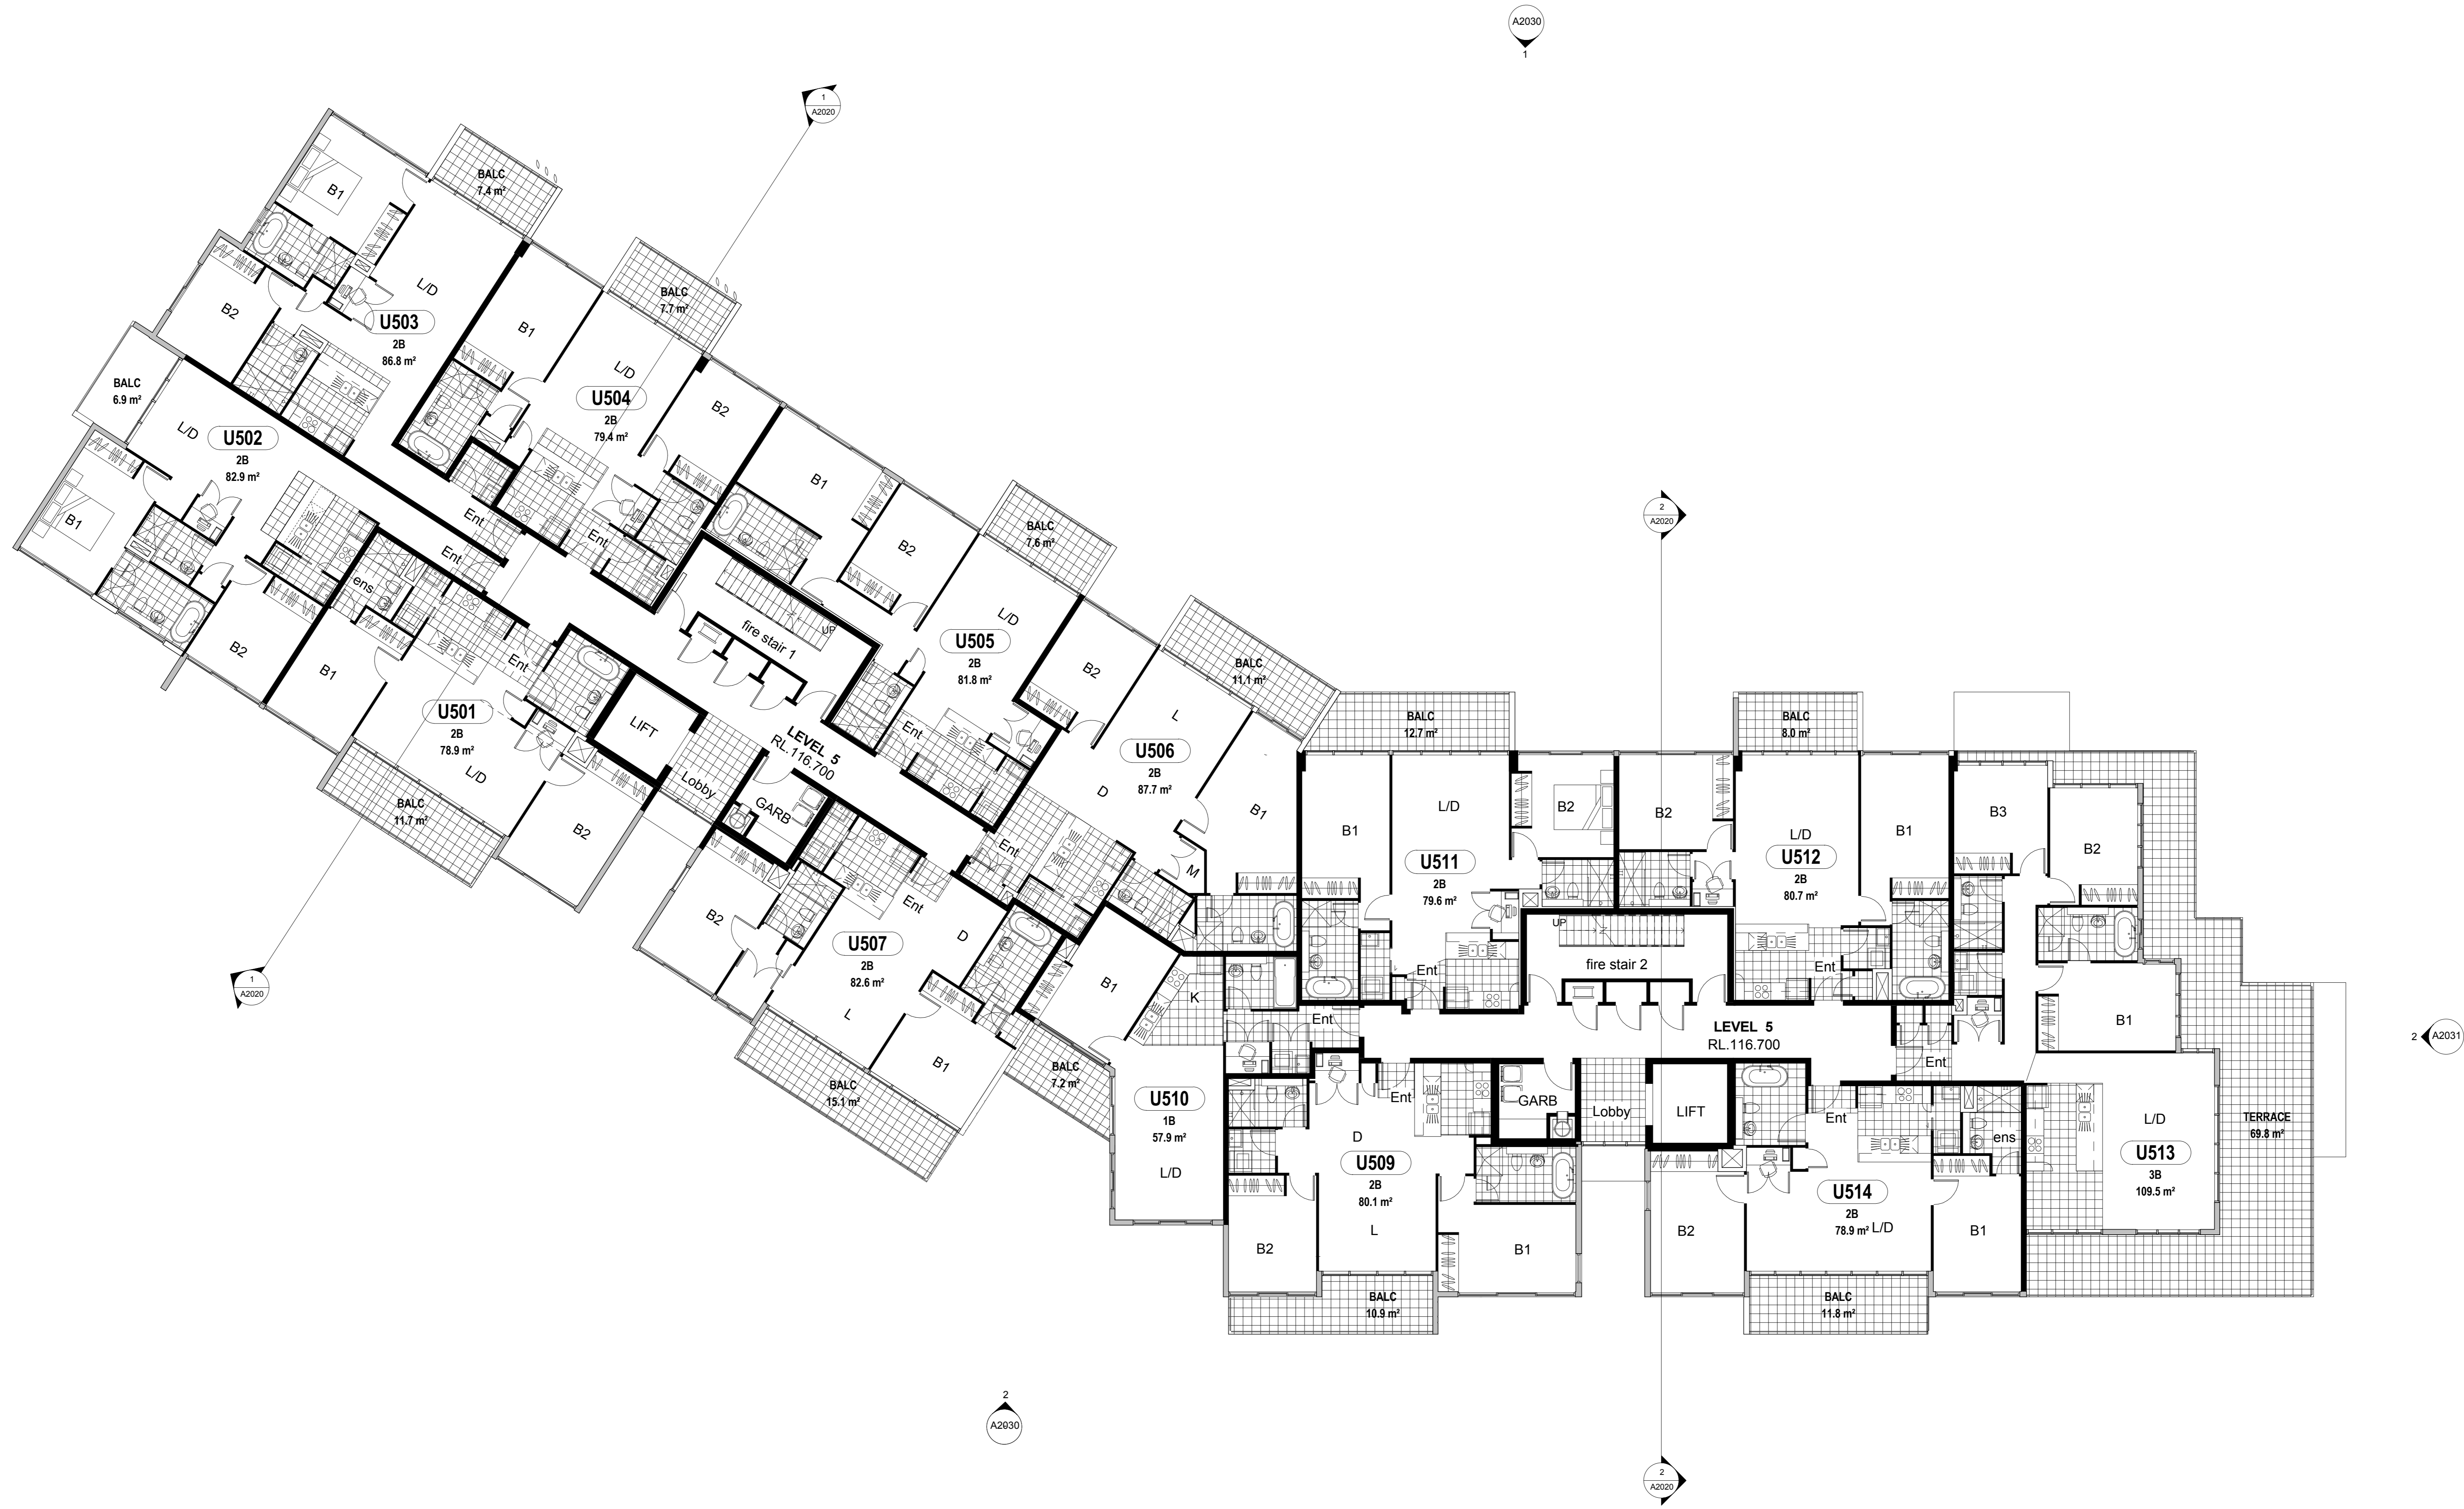 A2030
1
1
A2020
BALC
7.4 m²
B1
L/D
B2
U503
2B
86.8 m²
BALC
7.7 m²
B1
L/D
U504
2B
79.4 m²
B2
Ent
BALC
6.9 m²
L/D
U502
2B
82.9 m²
B1
B2
Ent
Ent
ens
B1
Ent
U501
2B
78.9 m²
L/D
BALC
11.7 m²
B2
LIFT
Lobby
GARB
fire stair 1
UP
LEVEL 5
RL.116.700
B1
B2
BALC
7.6 m²
L/D
U505
2B
81.8 m²
Ent
B2
BALC
11.1 m²
L
U506
2B
87.7 m²
D
B1
M
Ent
B2
U507
2B
82.6 m²
Ent
D
L
B1
BALC
15.1 m²
1
A2020
B1
K
BALC
7.2 m²
Ent
U510
1B
57.9 m²
L/D
2
A2020
BALC
12.7 m²
B1
L/D
B2
U511
2B
79.6 m²
Ent
BALC
8.0 m²
B2
L/D
U512
2B
80.7 m²
B1
Ent
UP
fire stair 2
LEVEL 5
RL.116.700
B3
B2
B1
Ent
L/D
U513
3B
109.5 m²
TERRACE
69.8 m²
2
A2031
Ent
D
U509
2B
80.1 m²
L
B2
B1
BALC
10.9 m²
GARB
Lobby
LIFT
Ent
ens
U514
2B
78.9 m²
L/D
B2
B1
BALC
11.8 m²
2
A2030
2
A2020